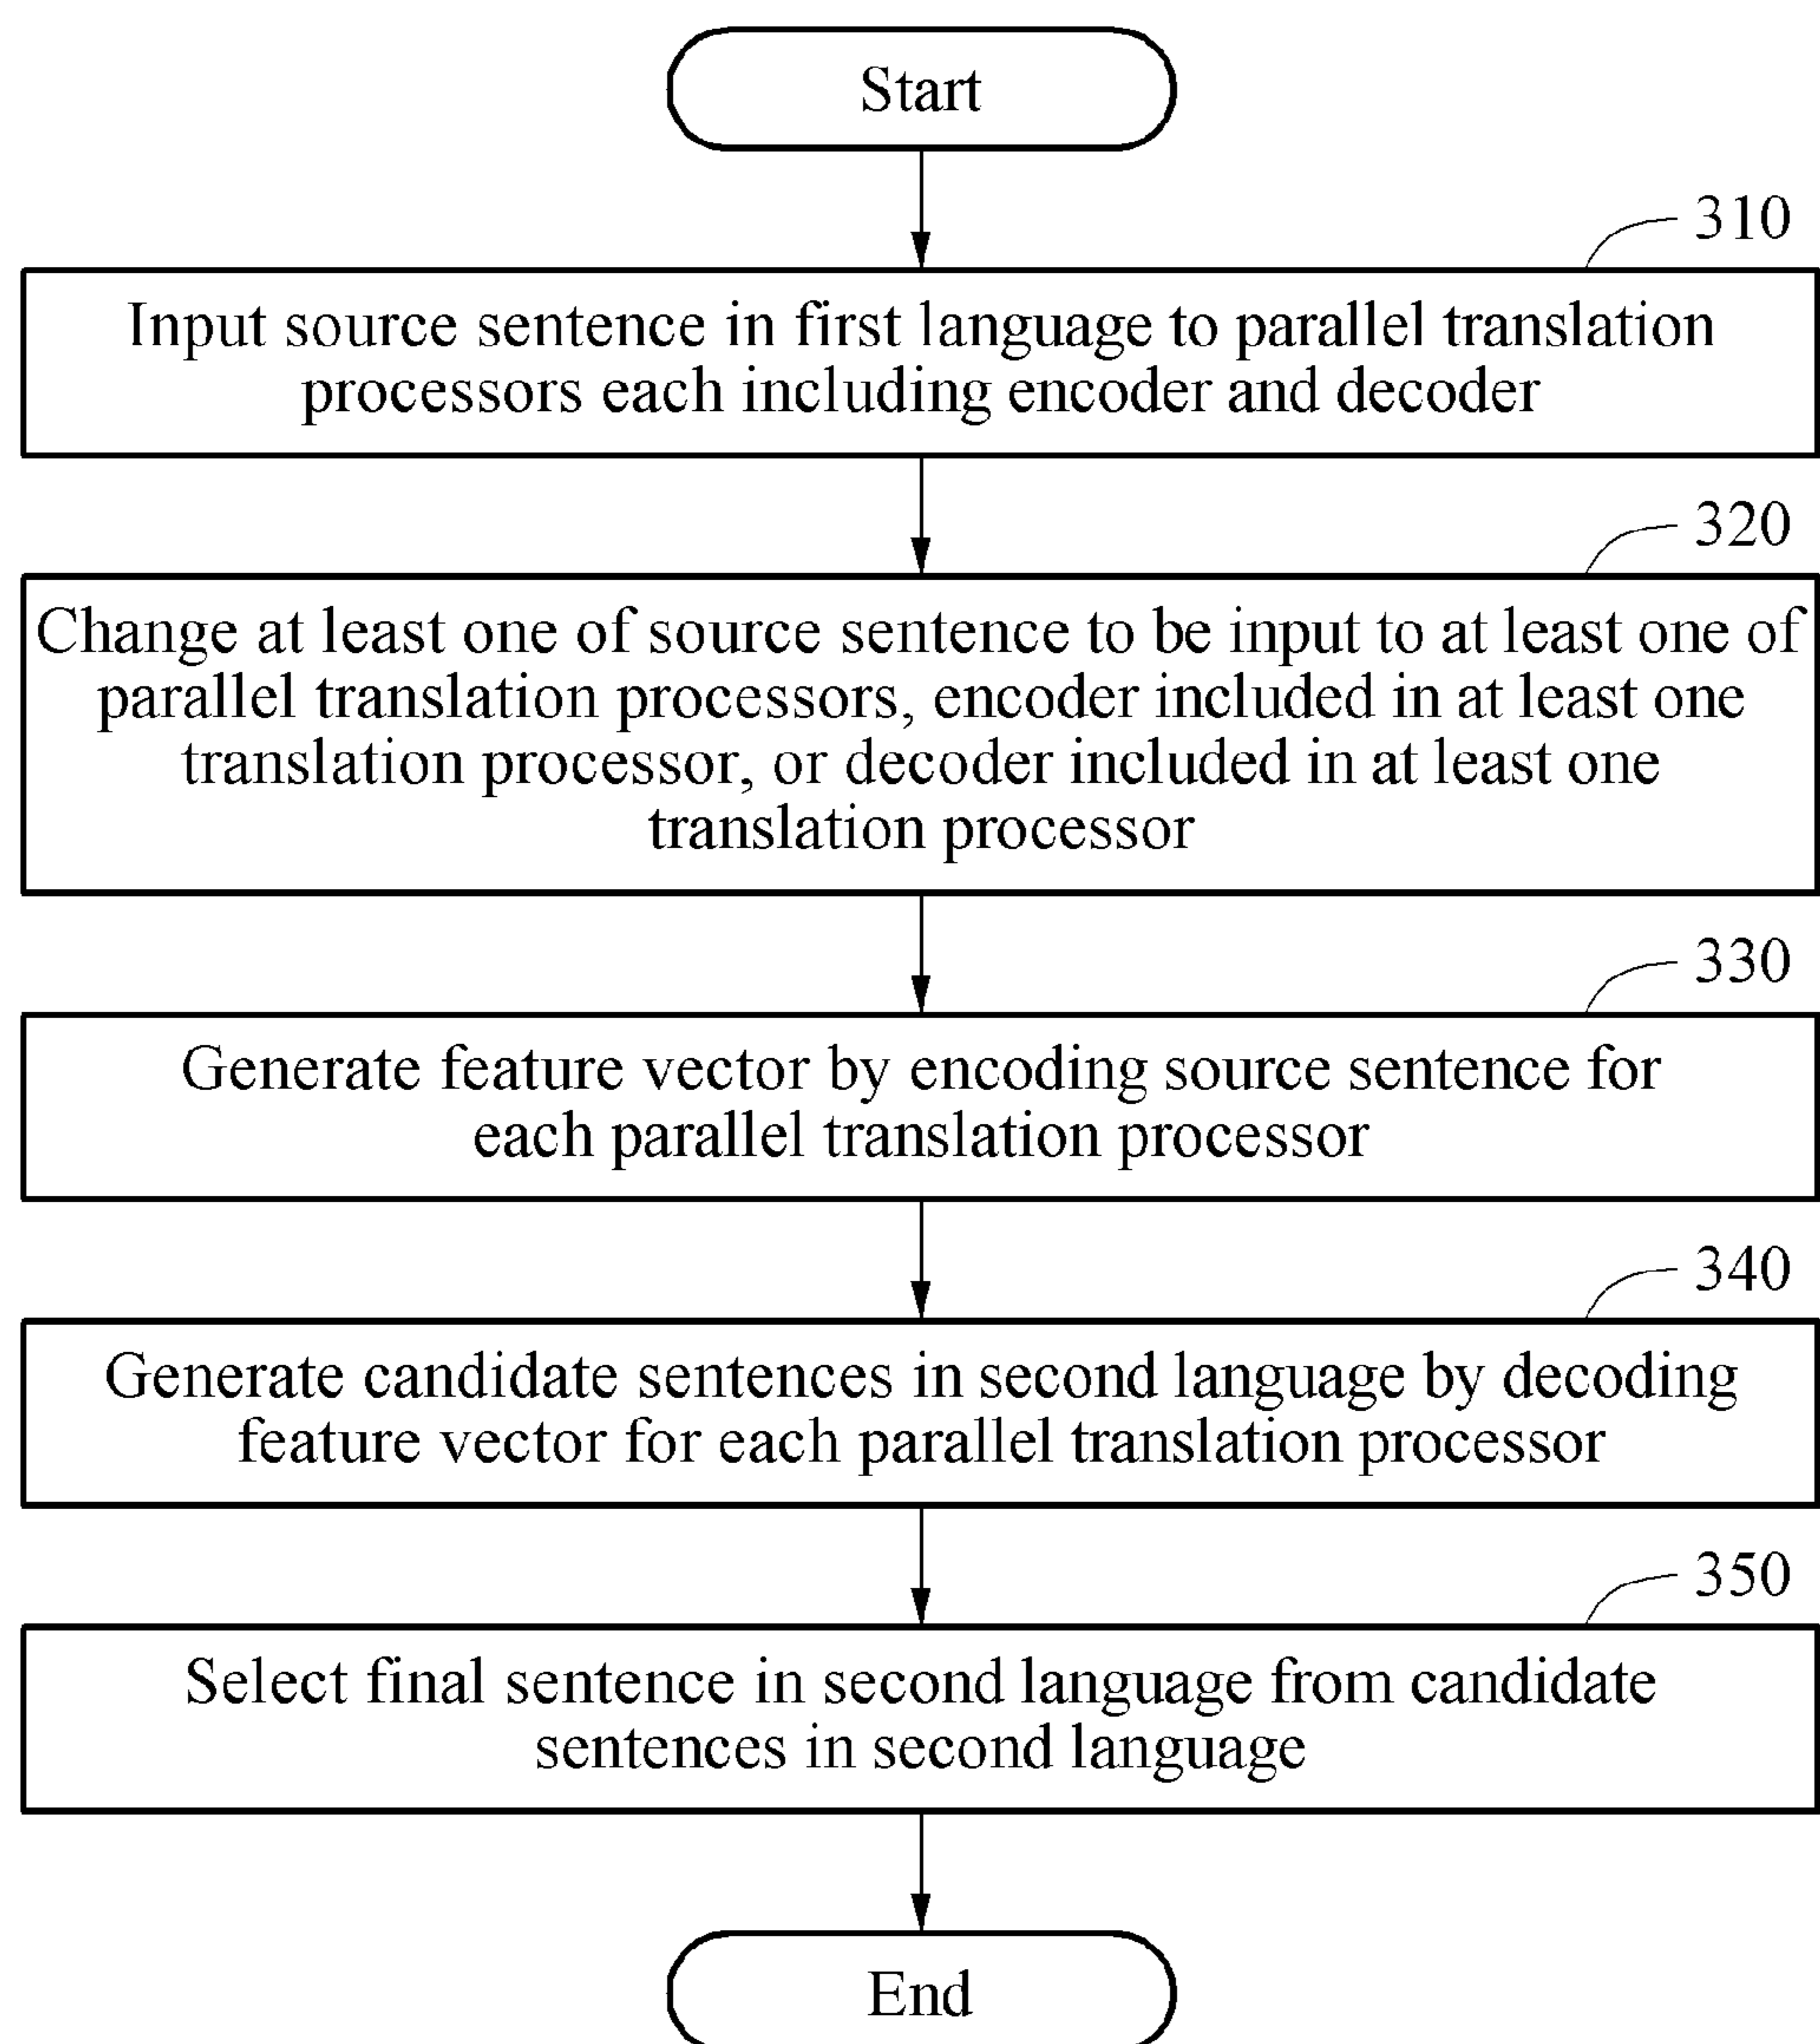 Start
310
Input source sentence in first language to parallel translation
processors each including encoder and decoder
320
Change at least one of source sentence to be input to at least one of
parallel translation processors, encoder included in at least one
translation processor, or decoder included in at least one
translation processor
330
Generate feature vector by encoding source sentence for
each parallel translation processor
340
Generate candidate sentences in second language by decoding
feature vector for each parallel translation processor
350
Select final sentence in second language from candidate
sentences in second language
End